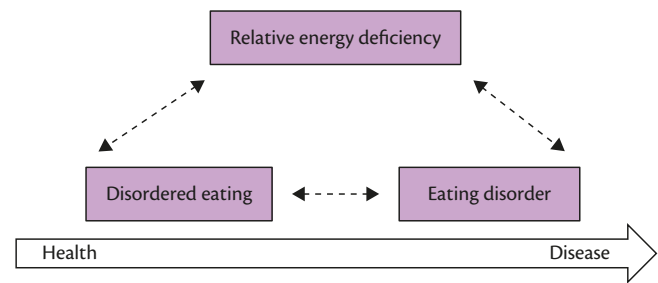 Relative energy deficiency
Disordered eating
Eating disorder
Health
Disease